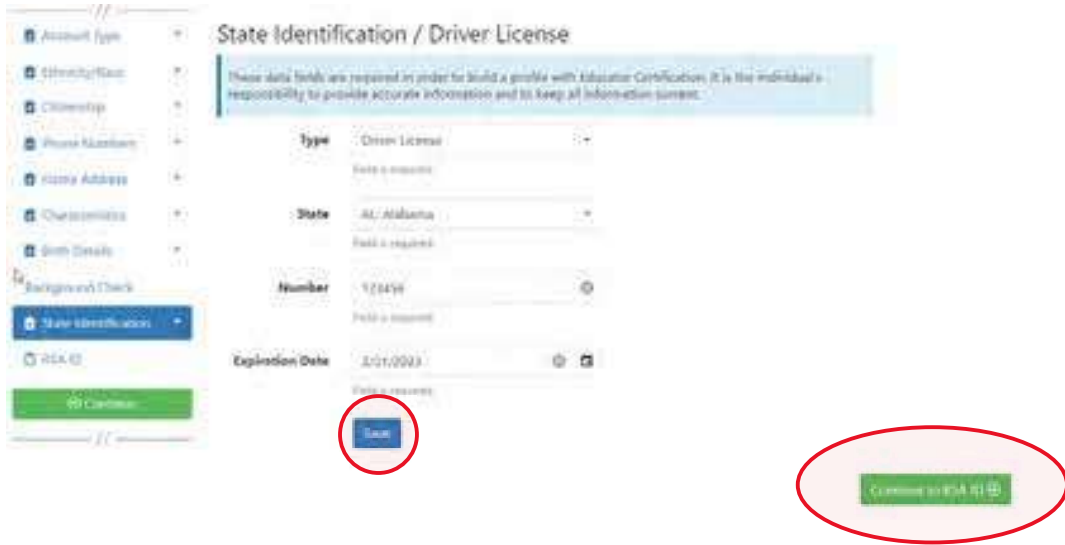 Account Type
Ethnicity/Race
Citizenship
Phone Numbers
Home Address
Characteristics
Birth Details
Background Check
State Identification
RSA ID
Continue
State Identification / Driver License
These data fields are required in order to build a profile with Educator Certification. It is the individual's
responsibility to provide accurate information and to keep all information current.
Type Driver License
Field is required.
State AL: Alabama
Field is required.
Number 123456
Field is required.
Expiration Date 2/21/2023
Field is required.
Save
Continue to RSA ID